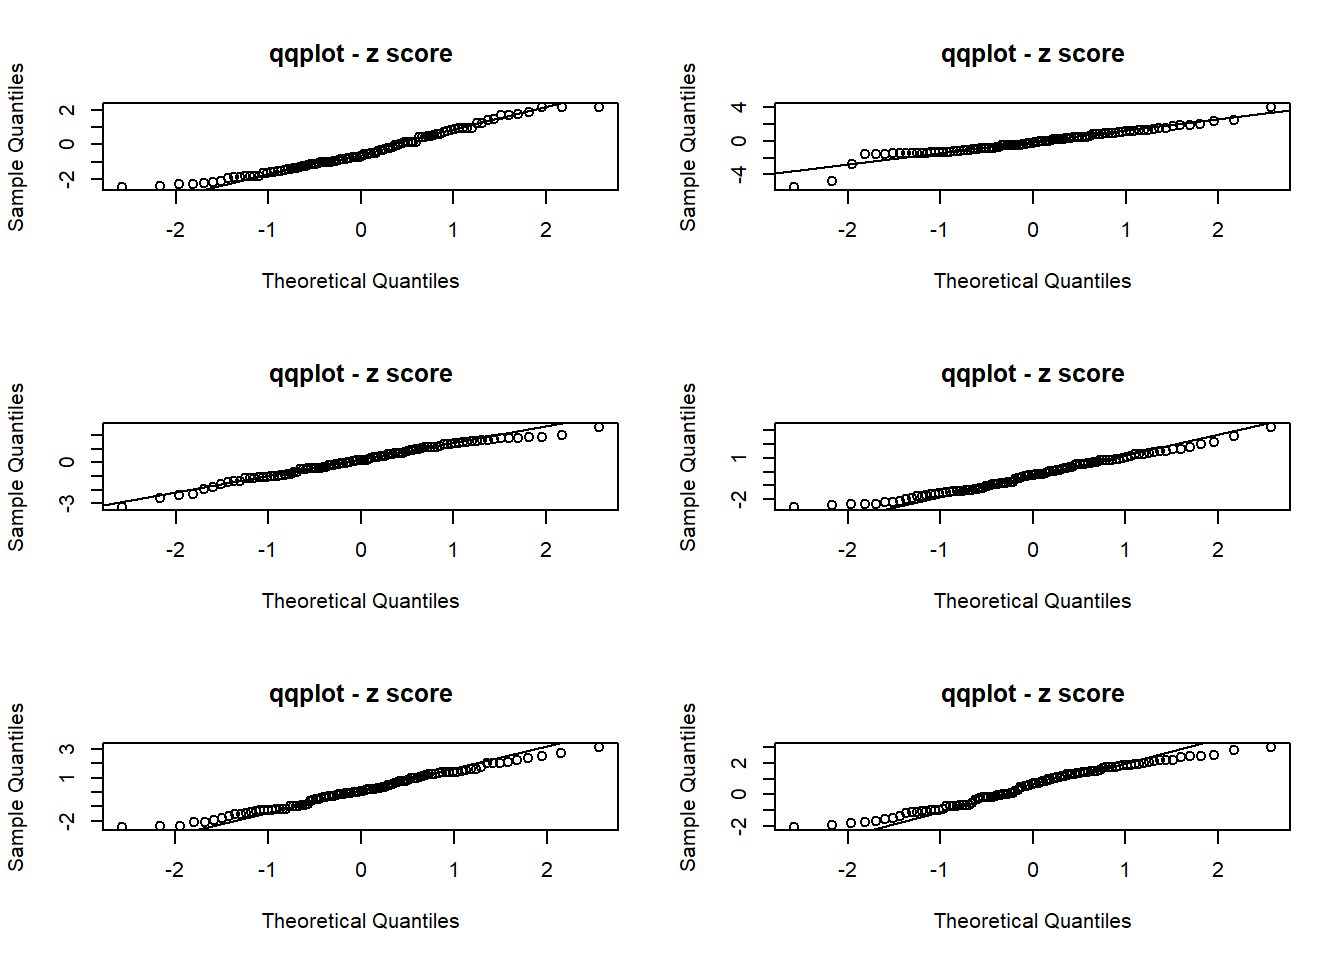 qqplot - z score
Sample Quantiles
2
0
-2
-2 -1 0 1 2
Theoretical Quantiles
qqplot - z score
Sample Quantiles
4
0
-4
-2 -1 0 1 2
Theoretical Quantiles
qqplot - z score
Sample Quantiles
0
-3
-2 -1 0 1 2
Theoretical Quantiles
qqplot - z score
Sample Quantiles
1
-2
-2 -1 0 1 2
Theoretical Quantiles
qqplot - z score
Sample Quantiles
3
1
-2
-2 -1 0 1 2
Theoretical Quantiles
qqplot - z score
Sample Quantiles
2
0
-2
-2 -1 0 1 2
Theoretical Quantiles